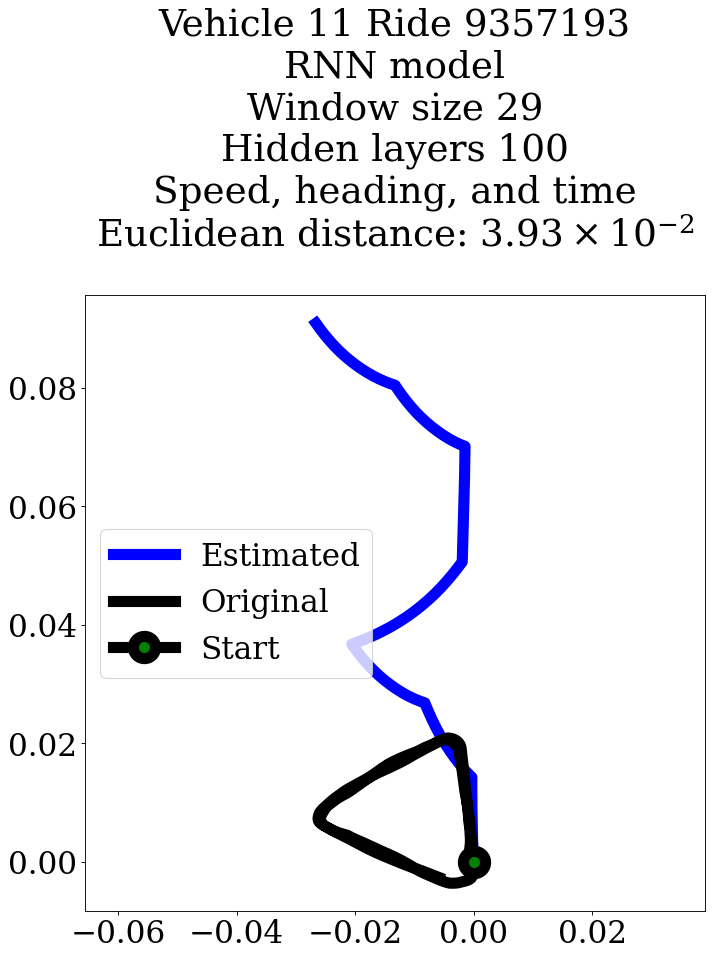 Vehicle 11 Ride 9357193
RNN model
Window size 29
Hidden layers 100
Speed, heading, and time
Euclidean distance: 3.93 × 10⁻²
0.08
0.06
0.04
0.02
0.00
Estimated
Original
Start
−0.06 −0.04 −0.02 0.00 0.02